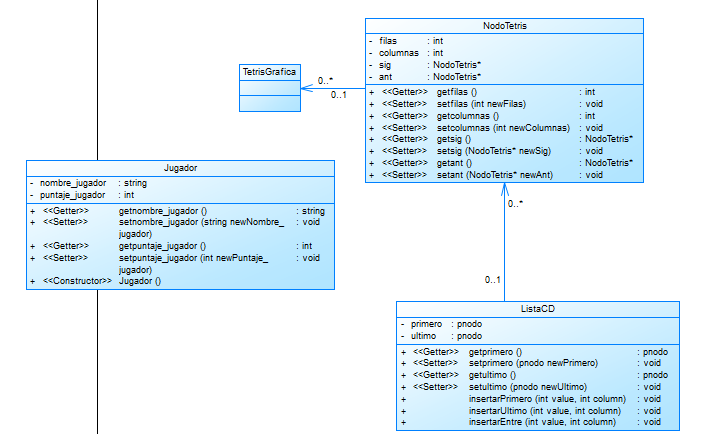 NodoTetris
- filas : int
- columnas : int
- sig : NodoTetris*
- ant : NodoTetris*
+ <<Getter>> getfilas () : int
+ <<Setter>> setfilas (int newFilas) : void
+ <<Getter>> getcolumnas () : int
+ <<Setter>> setcolumnas (int newColumnas) : void
+ <<Getter>> getsig () : NodoTetris*
+ <<Setter>> setsig (NodoTetris* newSig) : void
+ <<Getter>> getant () : NodoTetris*
+ <<Setter>> setant (NodoTetris* newAnt) : void
TetrisGrafica
0..*
0..1
Jugador
- nombre_jugador : string
- puntaje_jugador : int
+ <<Getter>> getnombre_jugador () : string
+ <<Setter>> setnombre_jugador (string newNombre_ : void
jugador)
+ <<Getter>> getpuntaje_jugador () : int
+ <<Setter>> setpuntaje_jugador (int newPuntaje_ : void
jugador)
+ <<Constructor>> Jugador ()
0..*
0..1
ListaCD
- primero : pnodo
- ultimo : pnodo
+ <<Getter>> getprimero () : pnodo
+ <<Setter>> setprimero (pnodo newPrimero) : void
+ <<Getter>> getultimo () : pnodo
+ <<Setter>> setultimo (pnodo newUltimo) : void
+ insertarPrimero (int value, int column) : void
+ insertarUltimo (int value, int column) : void
+ insertarEntre (int value, int column) : void